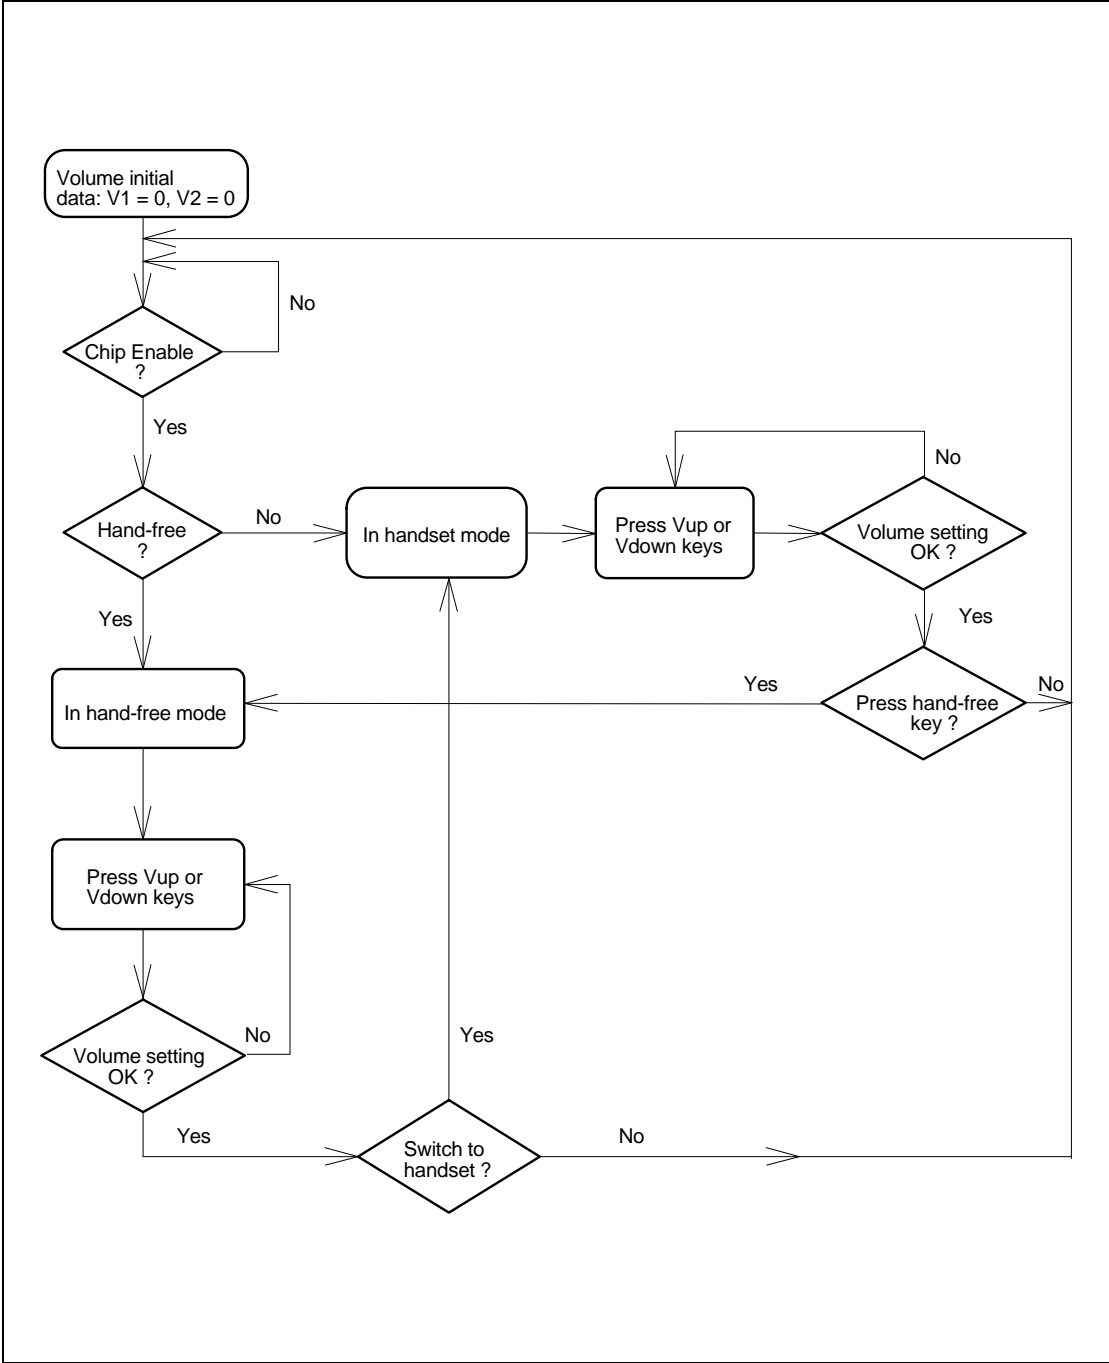 Volume initial
data: V1 = 0, V2 = 0
No
Chip Enable
?
Yes
No
Hand-free
?
No
In handset mode
Press Vup or
Vdown keys
Volume setting
OK ?
Yes
Yes
Yes
No
In hand-free mode
Press hand-free
key ?
Press Vup or
Vdown keys
No
Yes
Volume setting
OK ?
Yes
No
Switch to
handset ?